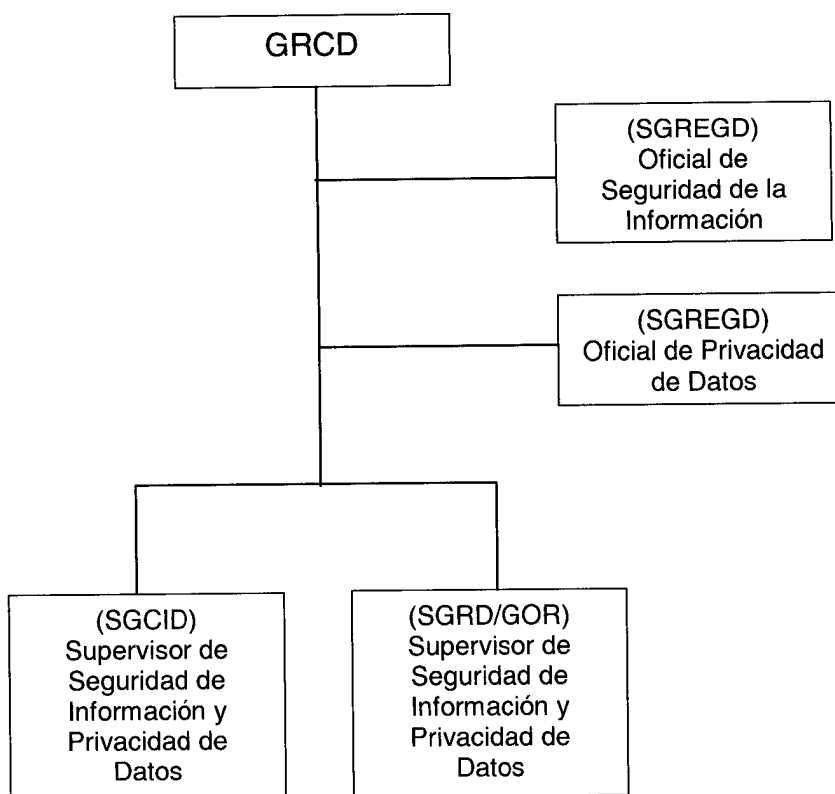 GRCD
(SGREGD)
Oficial de
Seguridad de la
Información
(SGREGD)
Oficial de Privacidad
de Datos
(SGCID)
Supervisor de
Seguridad de
Información y
Privacidad de
Datos
(SGRD/GOR)
Supervisor de
Seguridad de
Información y
Privacidad de
Datos